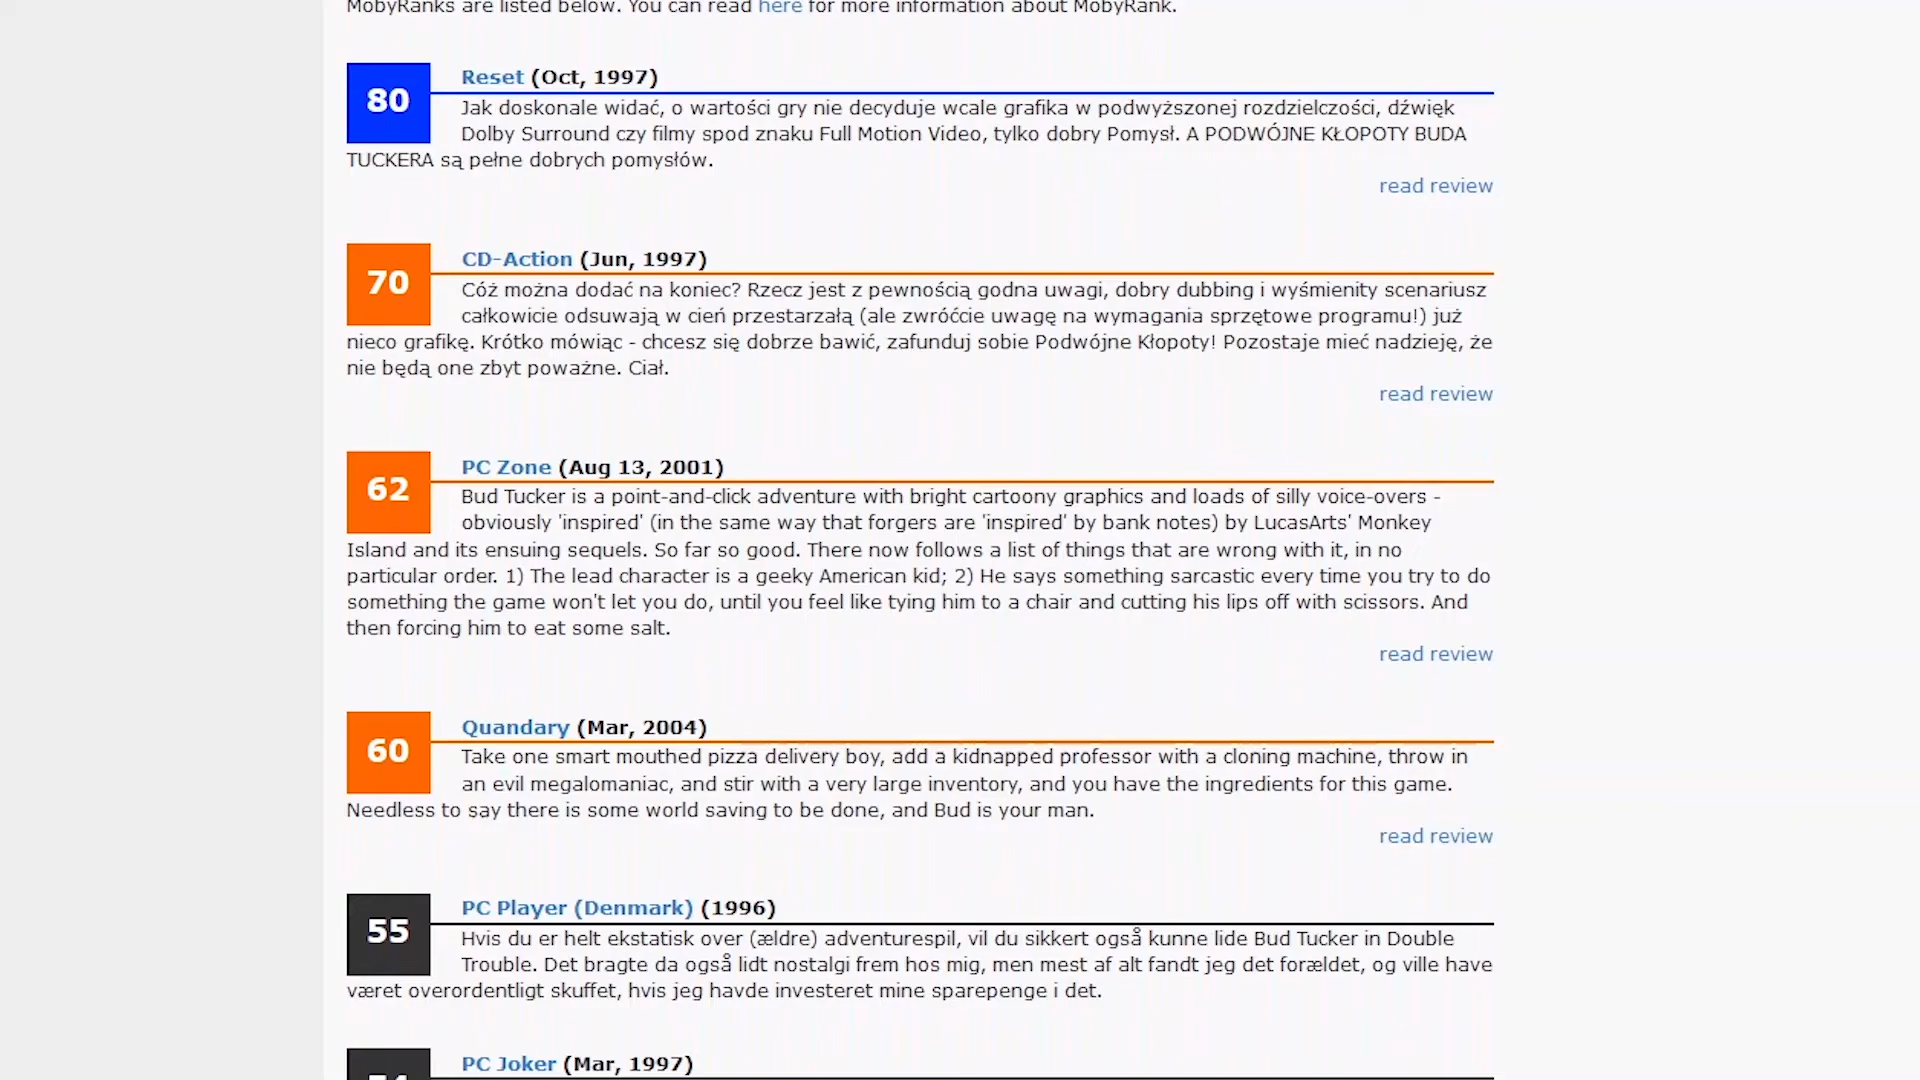 MobyRanks are listed below. You can read here for more information about MobyRank.
80
Reset (Oct, 1997)
Jak doskonale widać, o wartości gry nie decyduje wcale grafika w podwyższonej rozdzielczości, dźwięk
Dolby Surround czy filmy spod znaku Full Motion Video, tylko dobry Pomysł. A PODWÓJNE KŁOPOTY BUDA
TUCKERA są pełne dobrych pomysłów.
read review
70
CD-Action (Jun, 1997)
Cóż można dodać na koniec? Rzecz jest z pewnością godna uwagi, dobry dubbing i wyśmienity scenariusz
całkowicie odsuwają w cień przestarzałą (ale zwróćcie uwagę na wymagania sprzętowe programu!) już
nieco grafikę. Krótko mówiąc - chcesz się dobrze bawić, zafunduj sobie Podwójne Kłopoty! Pozostaje mieć nadzieję, że
nie będą one zbyt poważne. Ciał.
read review
62
PC Zone (Aug 13, 2001)
Bud Tucker is a point-and-click adventure with bright cartoony graphics and loads of silly voice-overs -
obviously 'inspired' (in the same way that forgers are 'inspired' by bank notes) by LucasArts' Monkey
Island and its ensuing sequels. So far so good. There now follows a list of things that are wrong with it, in no
particular order. 1) The lead character is a geeky American kid; 2) He says something sarcastic every time you try to do
something the game won't let you do, until you feel like tying him to a chair and cutting his lips off with scissors. And
then forcing him to eat some salt.
read review
60
Quandary (Mar, 2004)
Take one smart mouthed pizza delivery boy, add a kidnapped professor with a cloning machine, throw in
an evil megalomaniac, and stir with a very large inventory, and you have the ingredients for this game.
Needless to say there is some world saving to be done, and Bud is your man.
read review
55
PC Player (Denmark) (1996)
Hvis du er helt ekstatisk over (ældre) adventurespil, vil du sikkert også kunne lide Bud Tucker in Double
Trouble. Det bragte da også lidt nostalgi frem hos mig, men mest af alt fandt jeg det forældet, og ville have
været overordentligt skuffet, hvis jeg havde investeret mine sparepenge i det.
PC Joker (Mar, 1997)